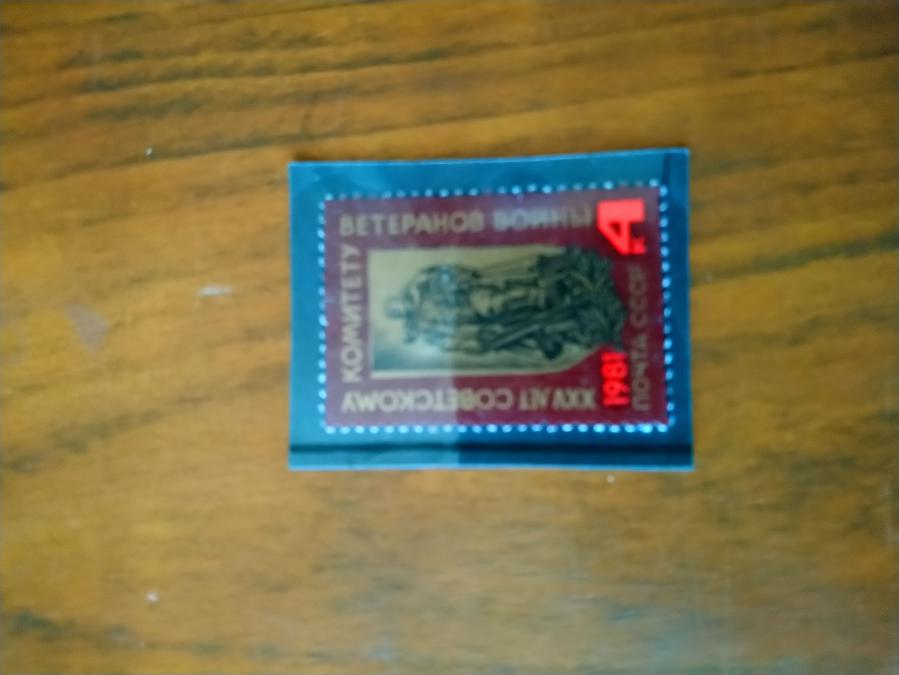 XXV ЛЕТ СОВЕТСКОМУ
КОМИТЕТУ
ВЕТЕРАНОВ ВОЙНЫ
1981
ПОЧТА СССР
4
К